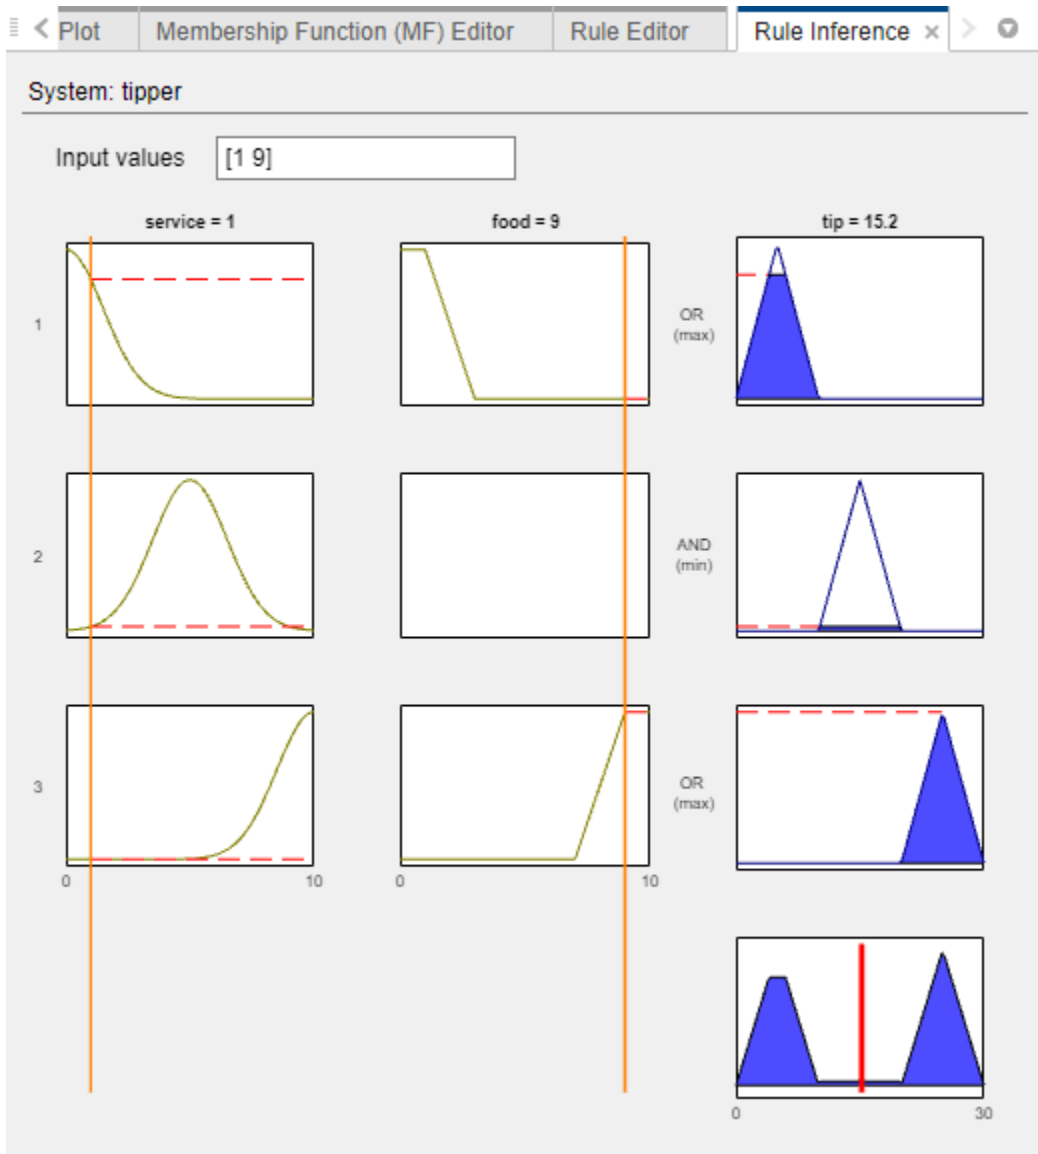 Plot Membership Function (MF) Editor Rule Editor Rule Inference ×
System: tipper
Input values [1 9]
service = 1 food = 9 tip = 15.2
1 OR
(max)
2 AND
(min)
3 OR
(max)
0 10 0 10
0 30